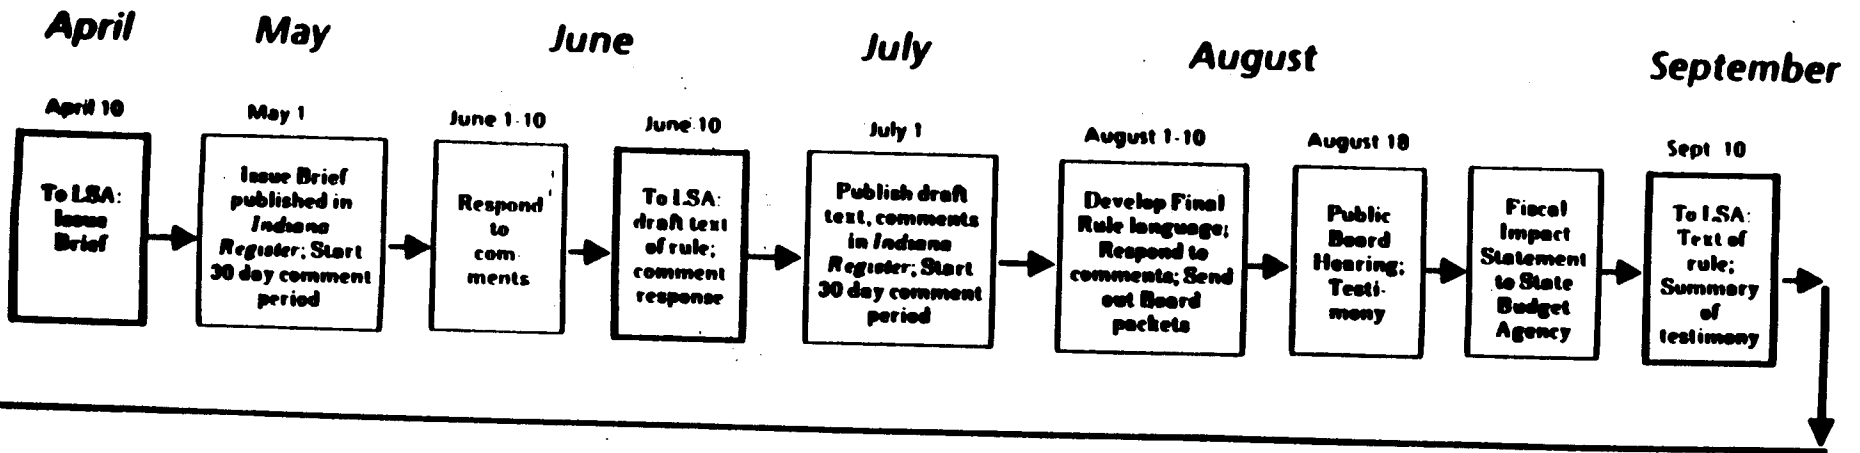 April
May
June
July
August
September
April 10
To LSA:
Issue
Brief
May 1
Issue Brief
published in
Indiana
Register; Start
30 day comment
period
June 1-10
Respond
to
com
ments
June 10
To LSA:
draft text
of rule;
comment
response
July 1
Publish draft
text, comments
in Indiana
Register; Start
30 day comment
period
August 1-10
Develop Final
Rule language;
Respond to
comments; Send
out Board
packets
August 18
Public
Board
Hearing;
Testi-
mony
Fiscal
Impact
Statement
to State
Budget
Agency
Sept 10
To LSA:
Text of
rule;
Summary
of
testimony